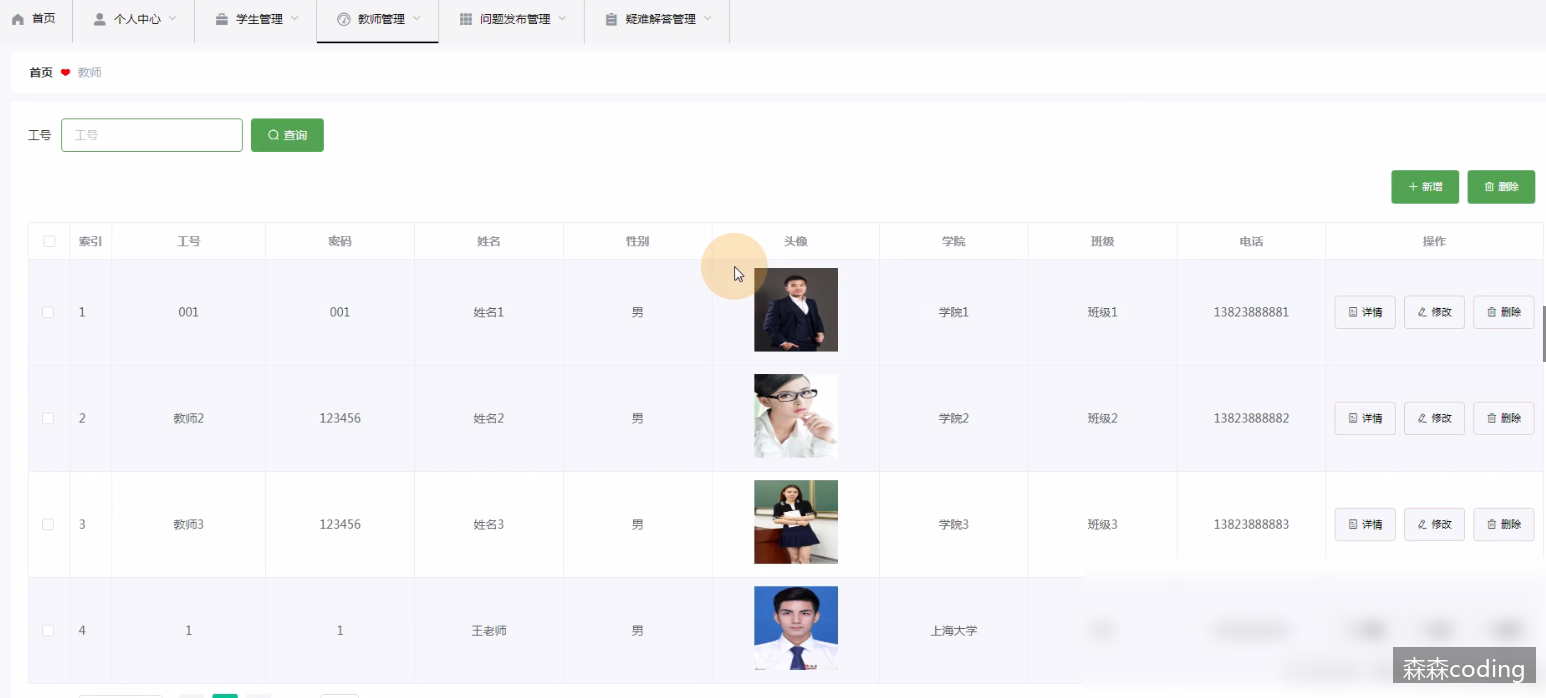 首页 个人中心 学生管理 教师管理 问题发布管理 疑难解答管理
首页 教师
工号 工号 查询
新增 删除
索引 工号 密码 姓名 性别 头像 学院 班级 电话 操作
1 001 001 姓名1 男 学院1 班级1 13823888881 详情 修改 删除
2 教师2 123456 姓名2 男 学院2 班级2 13823888882 详情 修改 删除
3 教师3 123456 姓名3 男 学院3 班级3 13823888883 详情 修改 删除
4 1 1 王老师 男 上海大学
森森coding